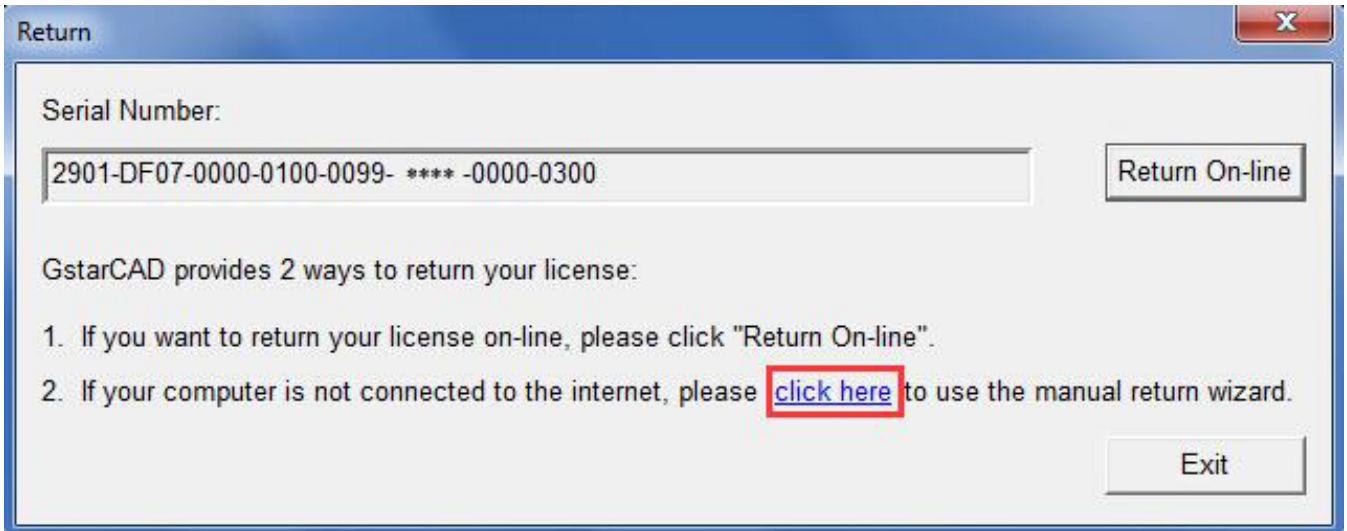 Return
Serial Number:
2901-DF07-0000-0100-0099- **** -0000-0300
Return On-line
GstarCAD provides 2 ways to return your license:
1. If you want to return your license on-line, please click "Return On-line".
2. If your computer is not connected to the internet, please click here to use the manual return wizard.
Exit